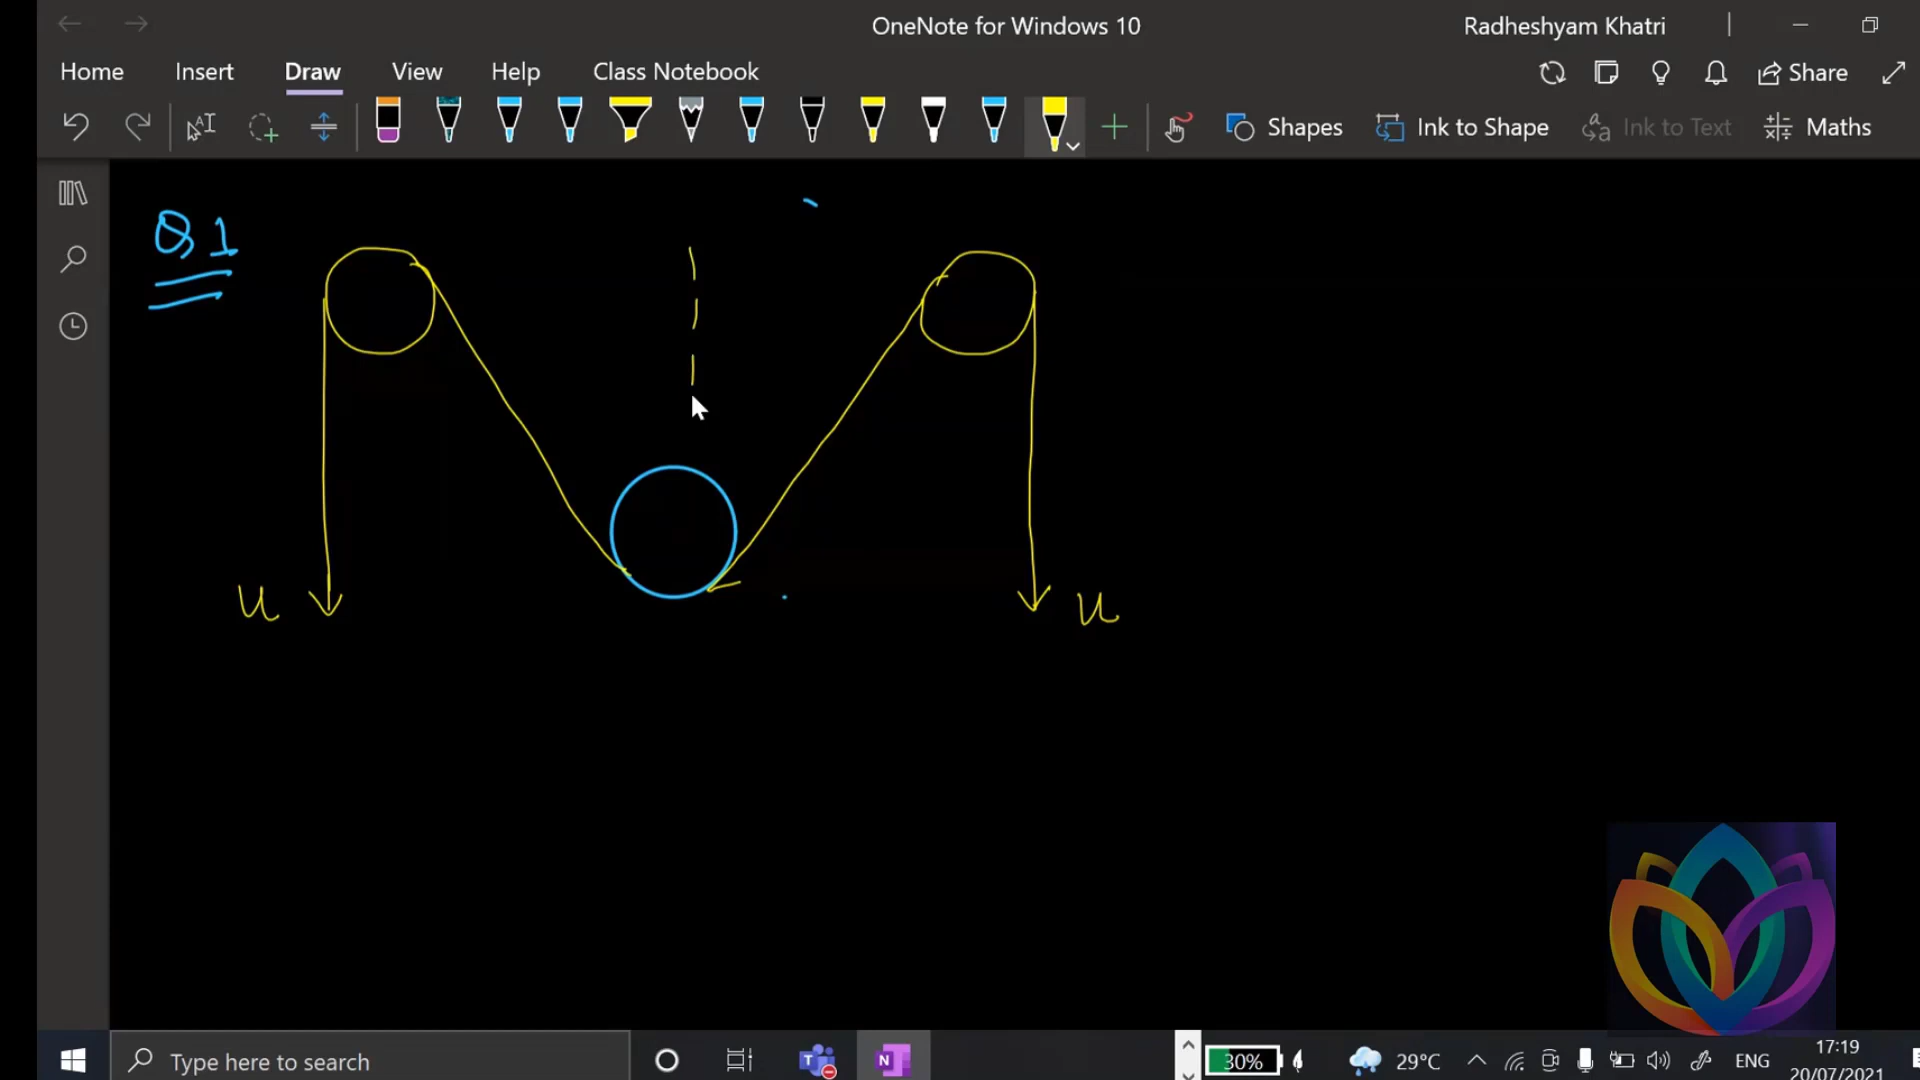 OneNote for Windows 10
Radheshyam Khatri
Home Insert Draw View Help Class Notebook
Share
Shapes Ink to Shape Ink to Text Maths
Q,1
u u
Type here to search
30% 29°C ENG 17:19
20/07/2021